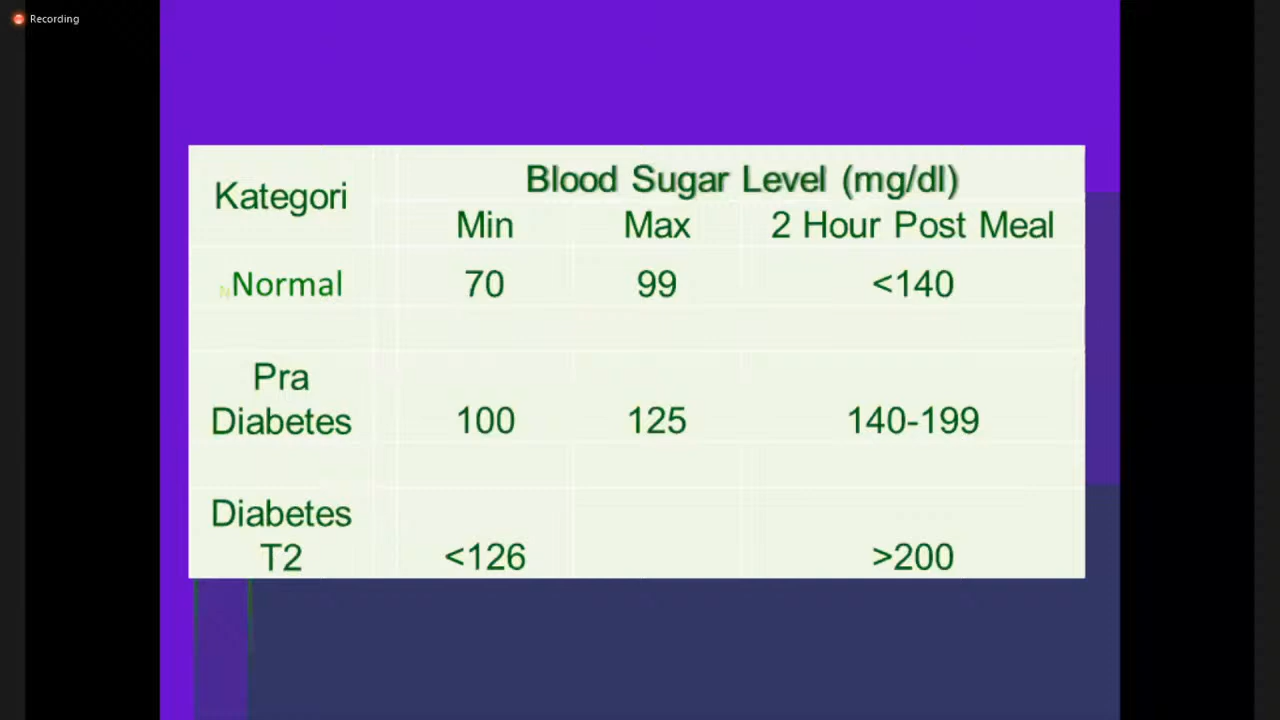 Recording
Kategori
Blood Sugar Level (mg/dl)
Min Max 2 Hour Post Meal
Normal 70 99 <140
Pra
Diabetes 100 125 140-199
Diabetes
T2 <126 >200